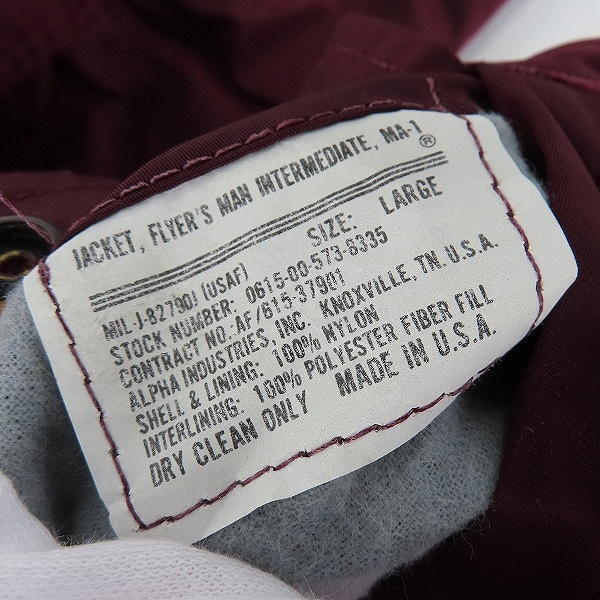 JACKET, FLYER'S MAN INTERMEDIATE, MA-1 ®
SIZE: LARGE
MIL-J-8279DJ (USAF)
STOCK NUMBER: 0615-00-573-8335
CONTRACT NO: AF/615-37901
ALPHA INDUSTRIES, INC. KNOXVILLE, TN. U.S.A.
SHELL & LINING: 100% NYLON
INTERLINING: 100% POLYESTER FIBER FILL
DRY CLEAN ONLY MADE IN U.S.A.